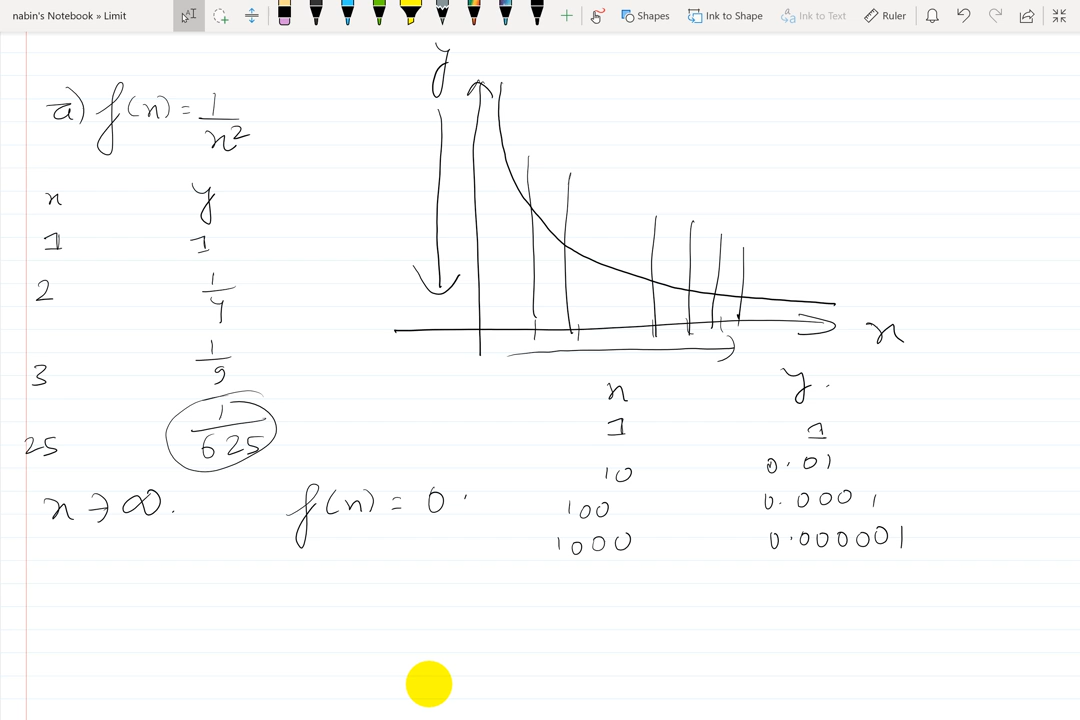 nabin's Notebook » Limit
Shapes
Ink to Shape
Ink to Text
Ruler
a) f(x) = 1/x²
x y
1 1
2 1/4
3 1/9
25 1/625
x → ∞. f(x) = 0.
y
x
x y.
1 1
10 0.01
100 0.0001
1000 0.000001